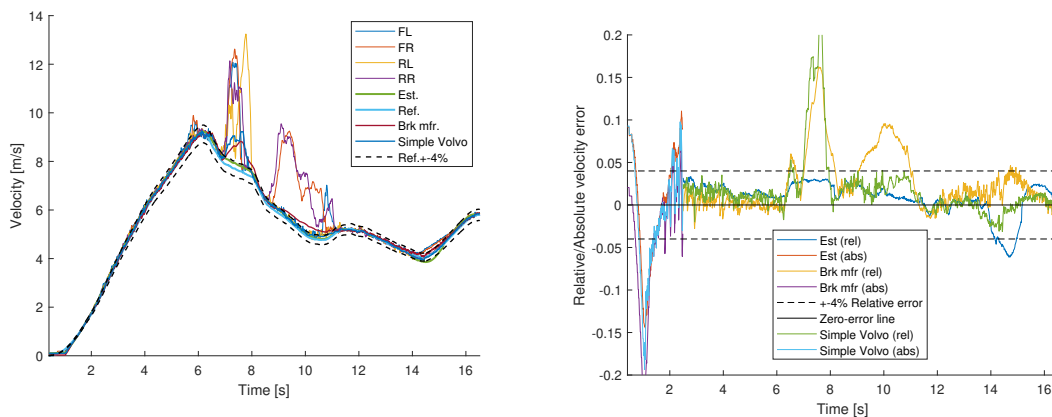 14
12
10
8
6
4
2
0
Velocity [m/s]
2 4 6 8 10 12 14 16
Time [s]
FL
FR
RL
RR
Est.
Ref.
Brk mfr.
Simple Volvo
Ref.+-4%
0.2
0.15
0.1
0.05
0
-0.05
-0.1
-0.15
-0.2
Relative/Absolute velocity error
2 4 6 8 10 12 14 16
Time [s]
Est (rel)
Est (abs)
Brk mfr (rel)
Brk mfr (abs)
+-4% Relative error
Zero-error line
Simple Volvo (rel)
Simple Volvo (abs)